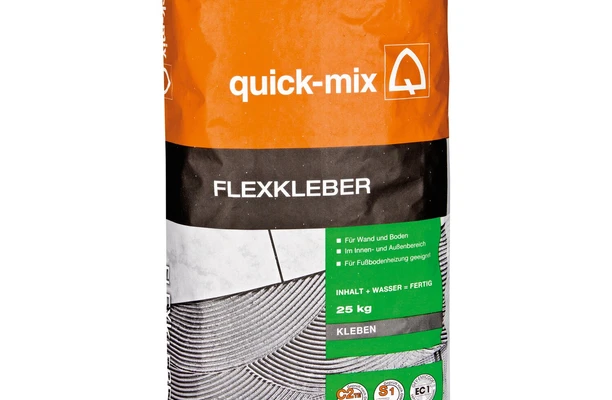 quick-mix
FLEXKLEBER
Für Wand und Boden
Im Innen- und Außenbereich
Für Fußbodenheizung geeignet
INHALT + WASSER = FERTIG
25 kg
KLEBEN
C2TE
S1
EC1